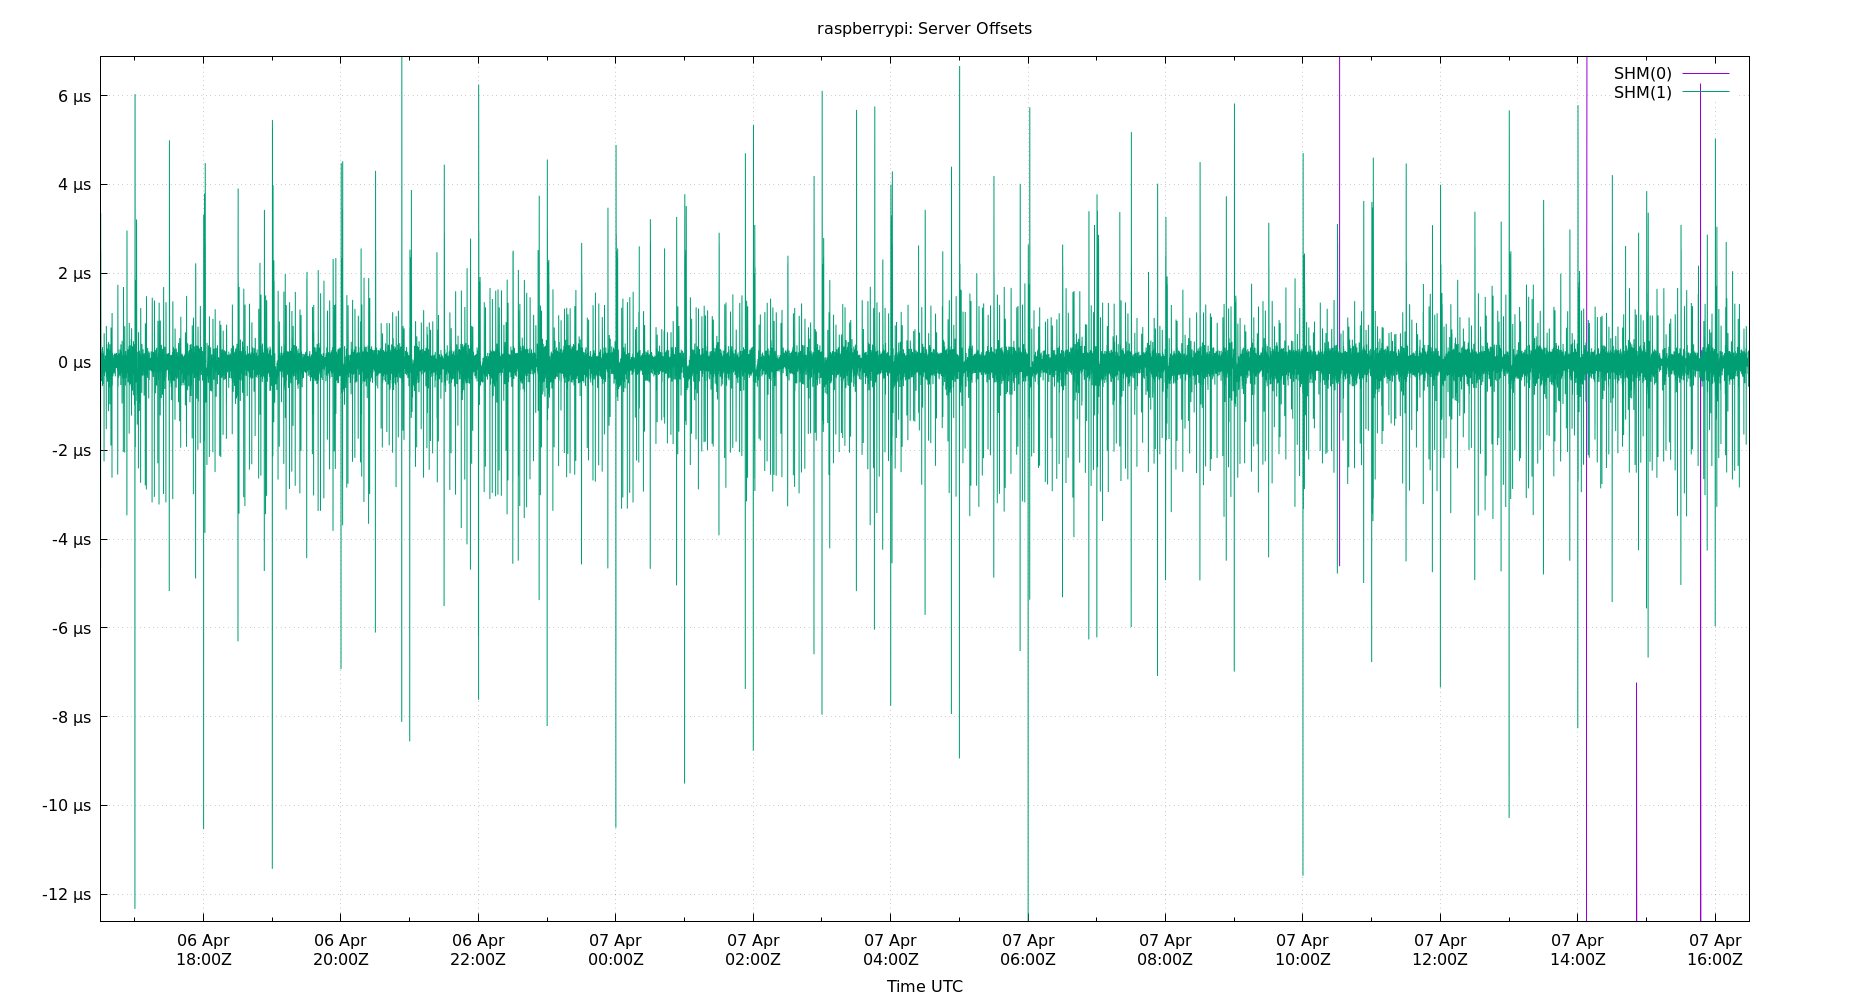 raspberrypi: Server Offsets
SHM(0)
SHM(1)
6 µs
4 µs
2 µs
0 µs
-2 µs
-4 µs
-6 µs
-8 µs
-10 µs
-12 µs
06 Apr 06 Apr 06 Apr 07 Apr 07 Apr 07 Apr 07 Apr 07 Apr 07 Apr 07 Apr 07 Apr 07 Apr
18:00Z 20:00Z 22:00Z 00:00Z 02:00Z 04:00Z 06:00Z 08:00Z 10:00Z 12:00Z 14:00Z 16:00Z
Time UTC